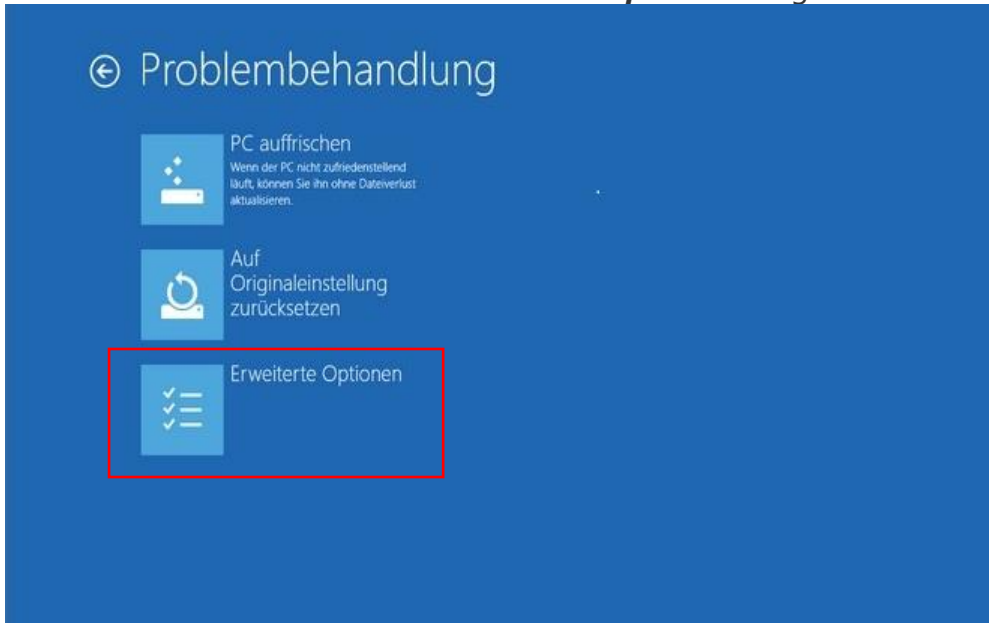 Problembehandlung
PC auffrischen
Wenn der PC nicht zufriedenstellend
läuft, können Sie ihn ohne Dateiverlust
aktualisieren.
Auf
Originaleinstellung
zurücksetzen
Erweiterte Optionen